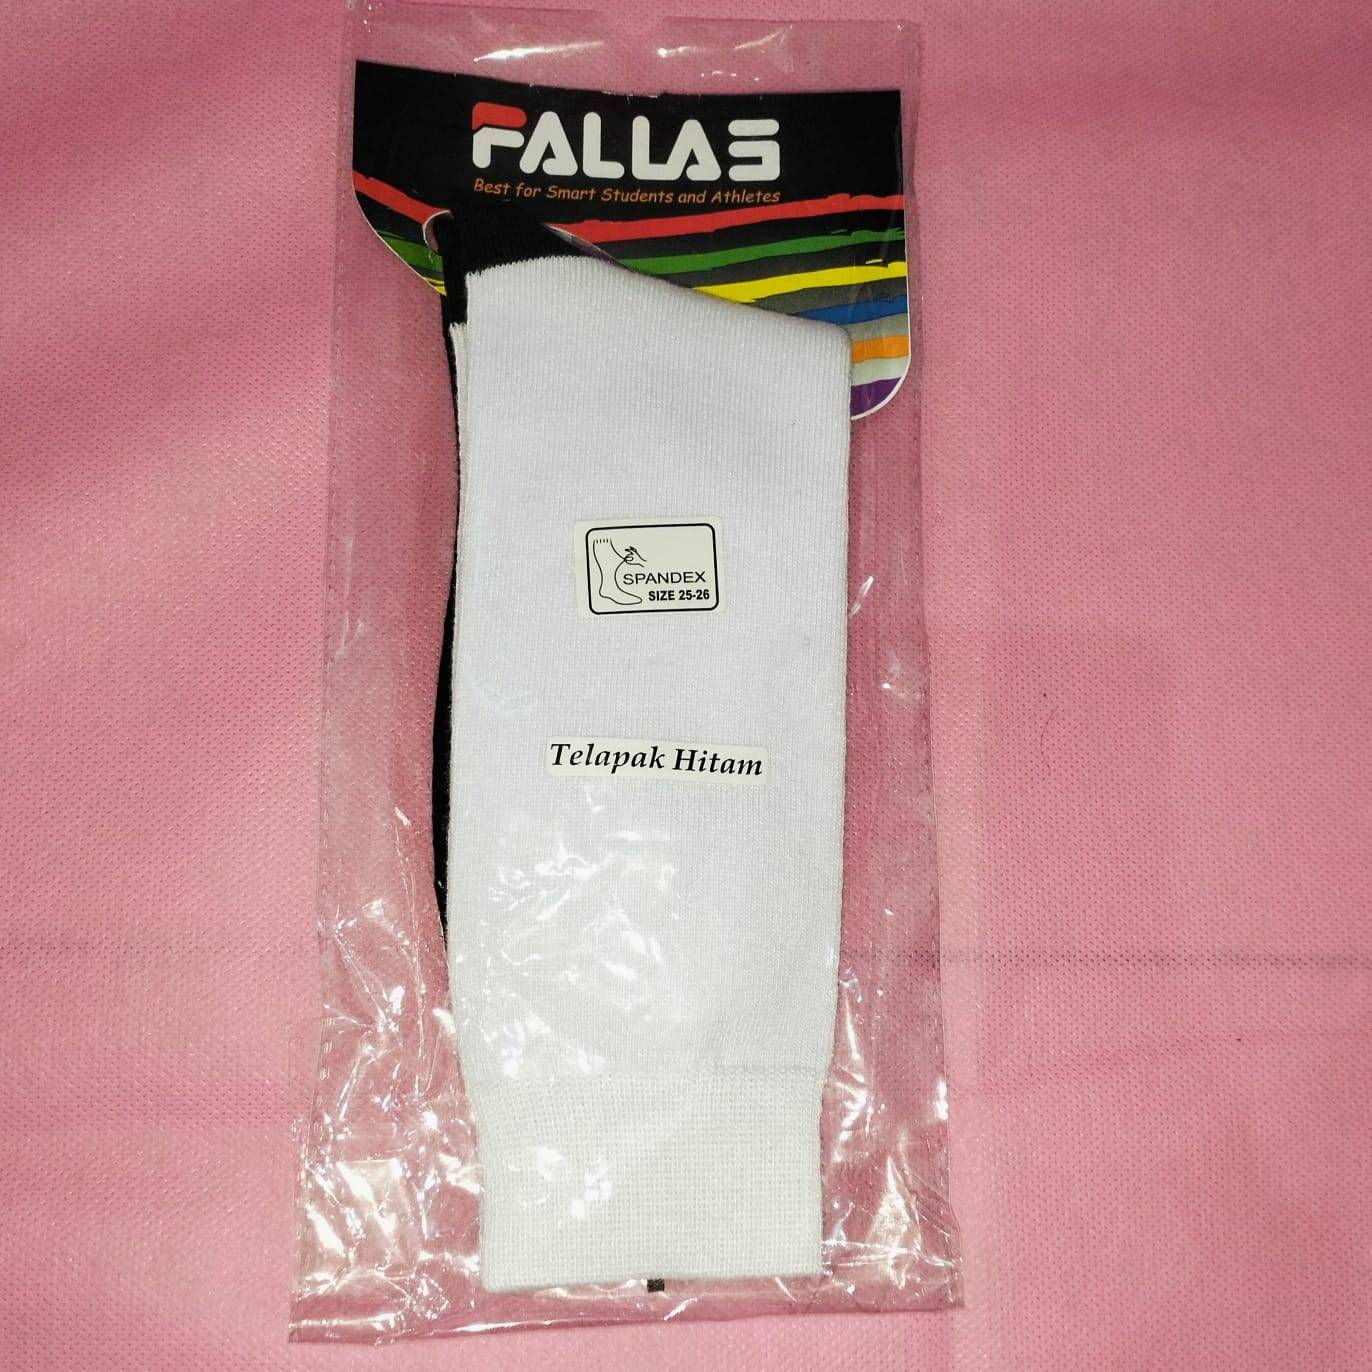 FALLAS
Best for Smart Students and Athletes
SPANDEX
SIZE 25-26
Telapak Hitam